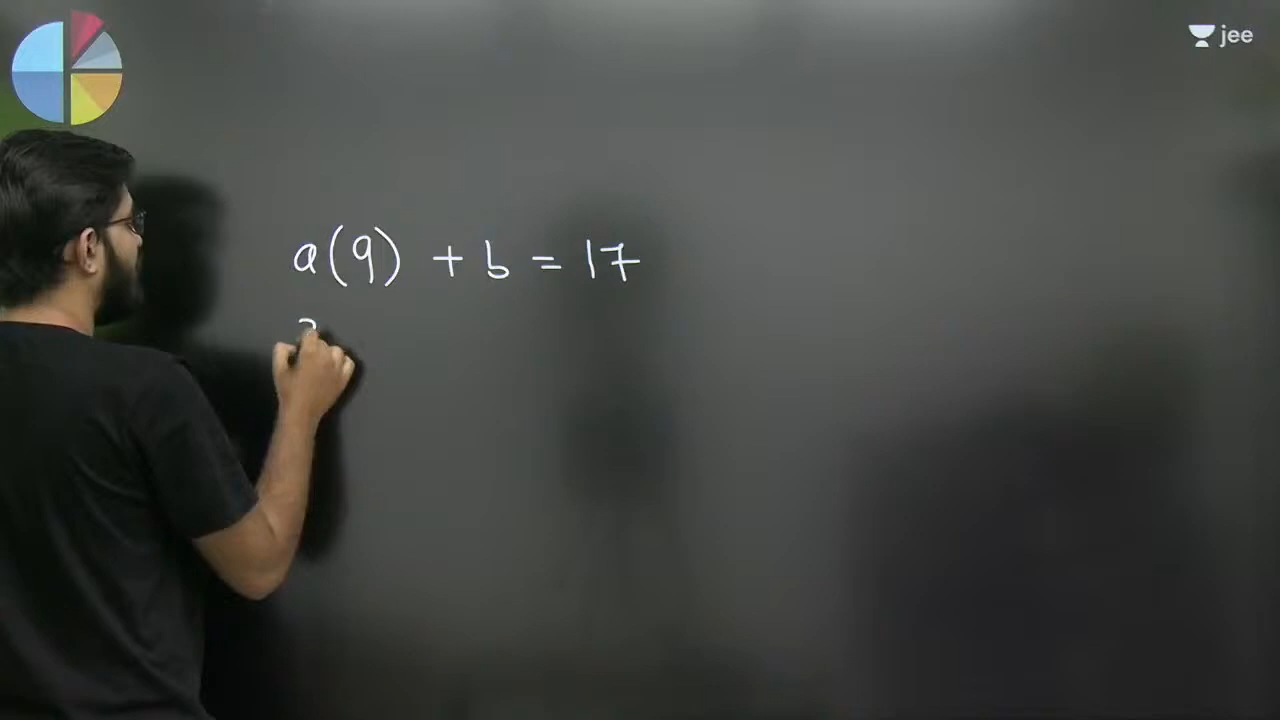 jee
a(9) + b = 17